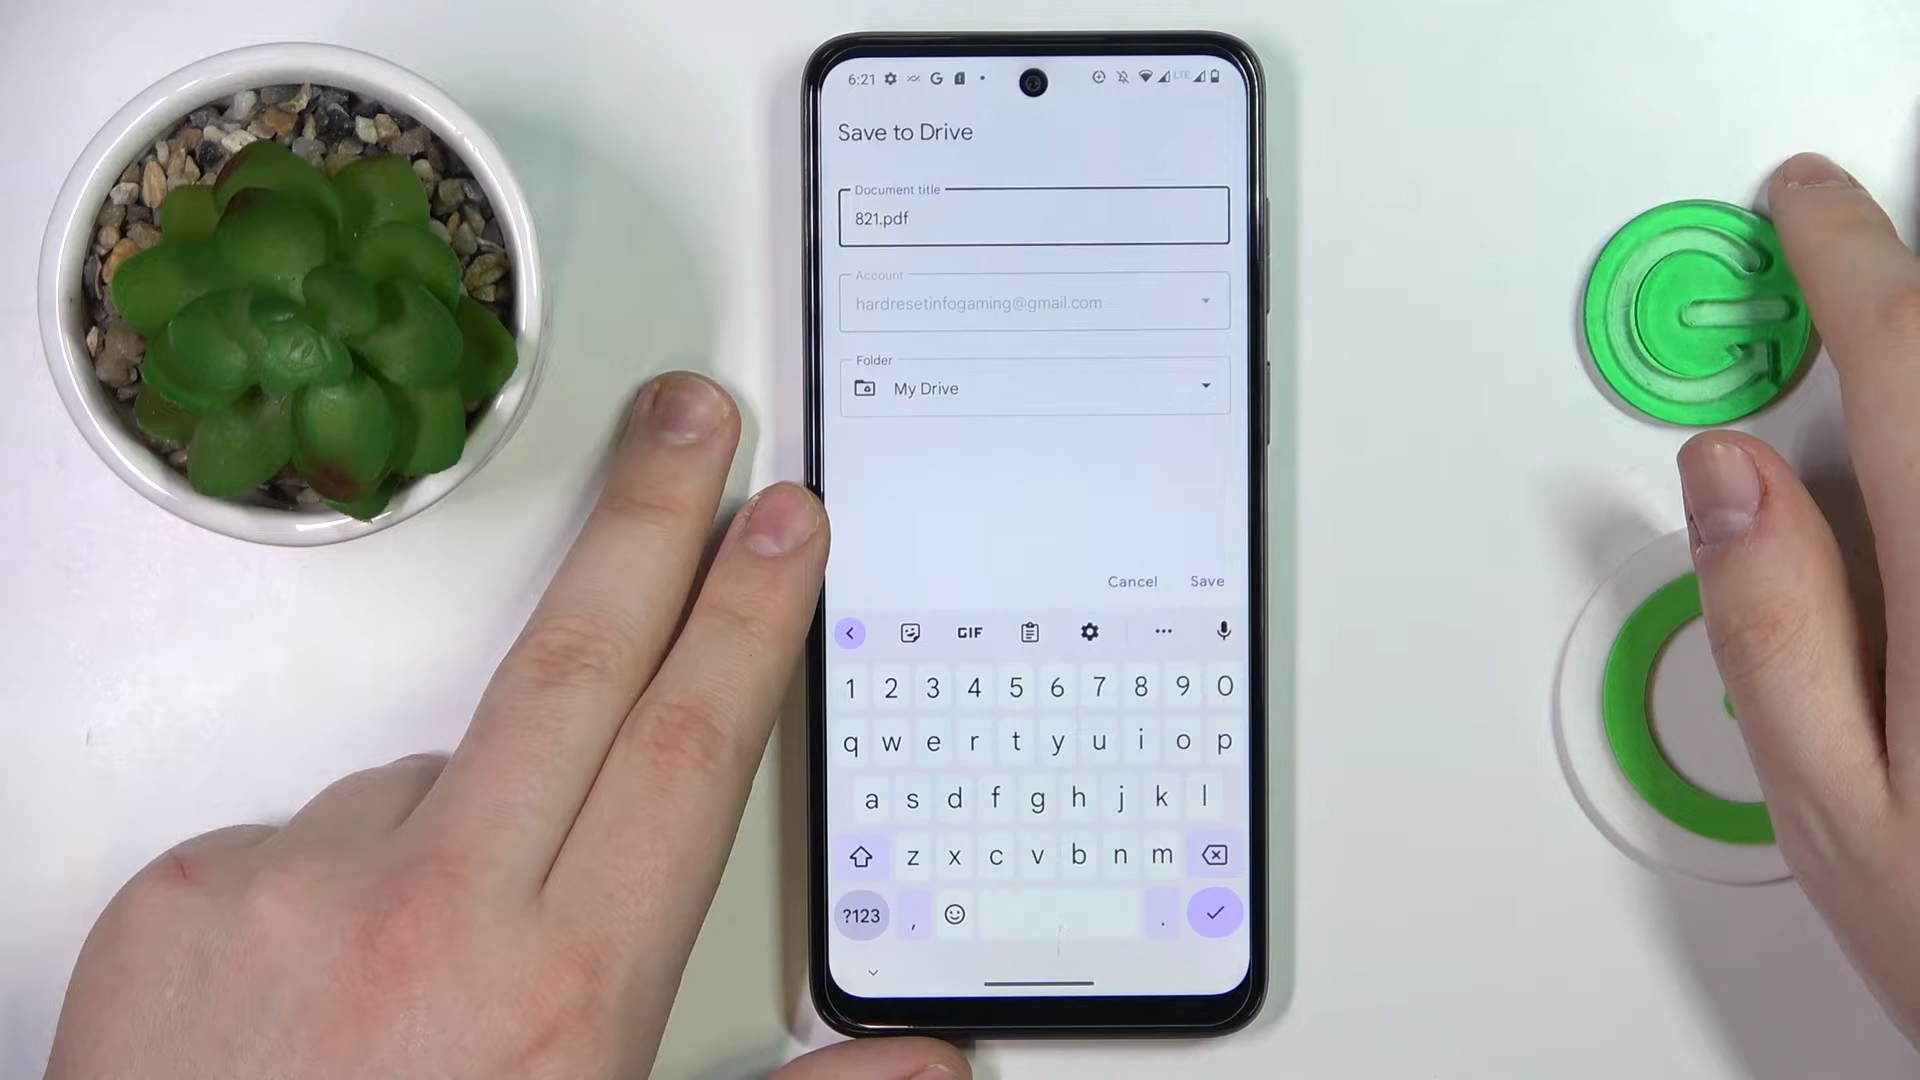 6:21 G LTE
Save to Drive
Document title
821.pdf
Account
hardresetinfogaming@gmail.com
Folder
My Drive
Cancel Save
GIF
1 2 3 4 5 6 7 8 9 0
q w e r t y u i o p
a s d f g h j k l
z x c v b n m
?123 , .